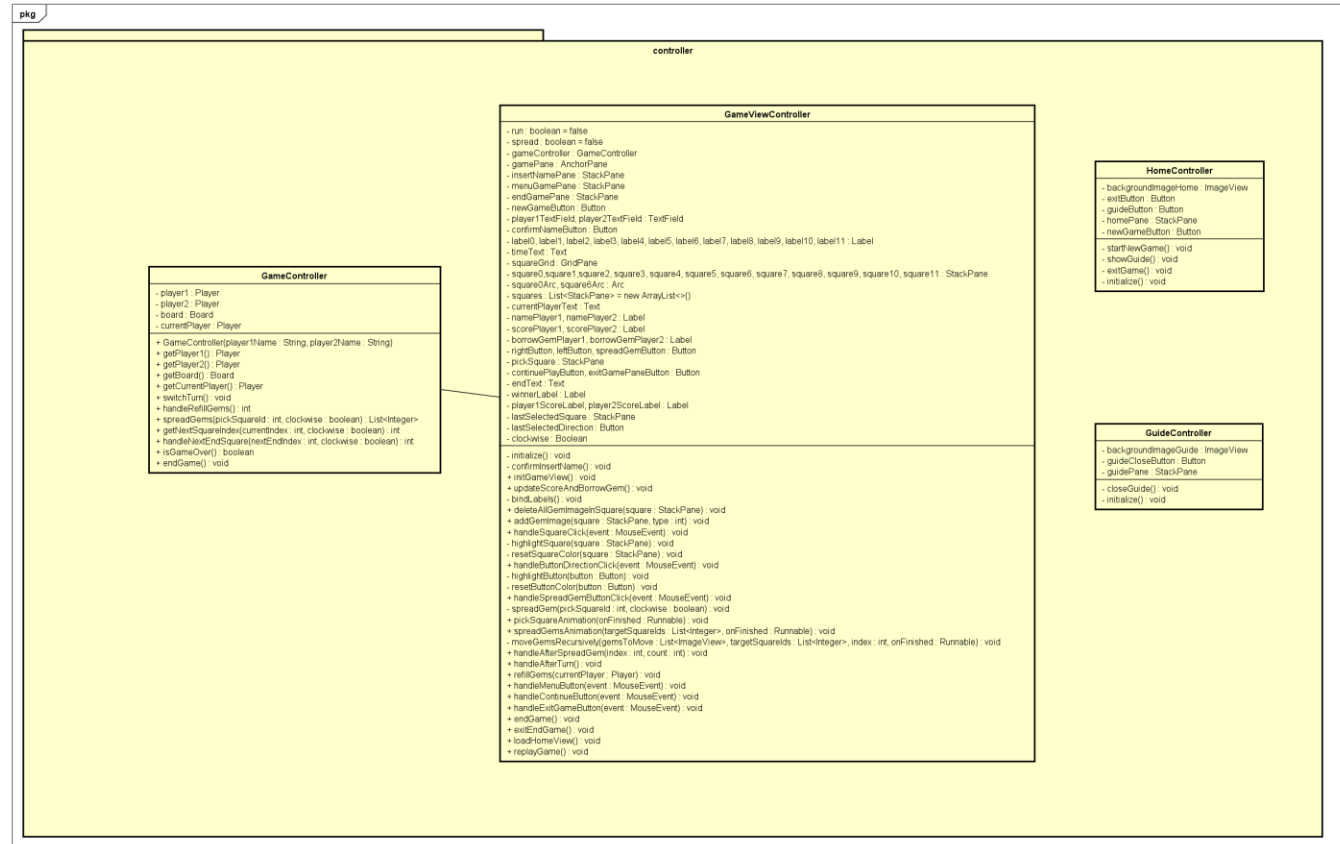 pkg
controller
GameController
- player1 : Player
- player2 : Player
- board : Board
- currentPlayer : Player
+ GameController(player1Name : String, player2Name : String)
+ getPlayer1() : Player
+ getPlayer2() : Player
+ getBoard() : Board
+ getCurrentPlayer() : Player
+ switchTurn() : void
+ handleRefillGems() : int
+ spreadGems(pickSquareId : int, clockwise : boolean) : List<Integer>
+ getNextSquareIndex(currentIndex : int, clockwise : boolean) : int
+ handleNextEndSquare(nextEndIndex : int, clockwise : boolean) : int
+ isGameOver() : boolean
+ endGame() : void
GameViewController
- run : boolean = false
- spread : boolean = false
- gameController : GameController
- gamePane : AnchorPane
- insertNamePane : StackPane
- menuGamePane : StackPane
- endGamePane : StackPane
- newGameButton : Button
- player1TextField, player2TextField : TextField
- confirmNameButton : Button
- label0, label1, label2, label3, label4, label5, label6, label7, label8, label9, label10, label11 : Label
- timeText : Text
- squareGrid : GridPane
- square0,square1,square2, square3, square4, square5, square6, square7, square8, square9, square10, square11 : StackPane
- square0Arc, square6Arc : Arc
- squares : List<StackPane> = new ArrayList<>()
- currentPlayerText : Text
- namePlayer1, namePlayer2 : Label
- scorePlayer1, scorePlayer2 : Label
- borrowGemPlayer1, borrowGemPlayer2 : Label
- rightButton, leftButton, spreadGemButton : Button
- pickSquare : StackPane
- continuePlayButton, exitGamePaneButton : Button
- endText : Text
- winnerLabel : Label
- player1ScoreLabel, player2ScoreLabel : Label
- lastSelectedSquare : StackPane
- lastSelectedDirection : Button
- clockwise : Boolean
- initialize() : void
- confirmInsertName() : void
+ initGameView() : void
+ updateScoreAndBorrowGem() : void
- bindLabels() : void
+ deleteAllGemImageInSquare(square : StackPane) : void
+ addGemImage(square : StackPane, type : int) : void
+ handleSquareClick(event : MouseEvent) : void
- highlightSquare(square : StackPane) : void
- resetSquareColor(square : StackPane) : void
+ handleButtonDirectionClick(event : MouseEvent) : void
- highlightButton(button : Button) : void
- resetButtonColor(button : Button) : void
+ handleSpreadGemButtonClick(event : MouseEvent) : void
- spreadGem(pickSquareId : int, clockwise : boolean) : void
+ pickSquareAnimation(onFinished : Runnable) : void
+ spreadGemsAnimation(targetSquareIds : List<Integer>, onFinished : Runnable) : void
- moveGemsRecursively(gemsToMove : List<ImageView>, targetSquareIds : List<Integer>, index : int, onFinished : Runnable) : void
+ handleAfterSpreadGem(index : int, count : int) : void
+ handleAfterTurn() : void
+ refillGems(currentPlayer : Player) : void
+ handleMenuButton(event : MouseEvent) : void
+ handleContinueButton(event : MouseEvent) : void
+ handleExitGameButton(event : MouseEvent) : void
+ endGame() : void
+ exitEndGame() : void
+ loadHomeView() : void
+ replayGame() : void
HomeController
- backgroundImageHome : ImageView
- exitButton : Button
- guideButton : Button
- homePane : StackPane
- newGameButton : Button
- startNewGame() : void
- showGuide() : void
- exitGame() : void
- initialize() : void
GuideController
- backgroundImageGuide : ImageView
- guideCloseButton : Button
- guidePane : StackPane
- closeGuide() : void
- initialize() : void